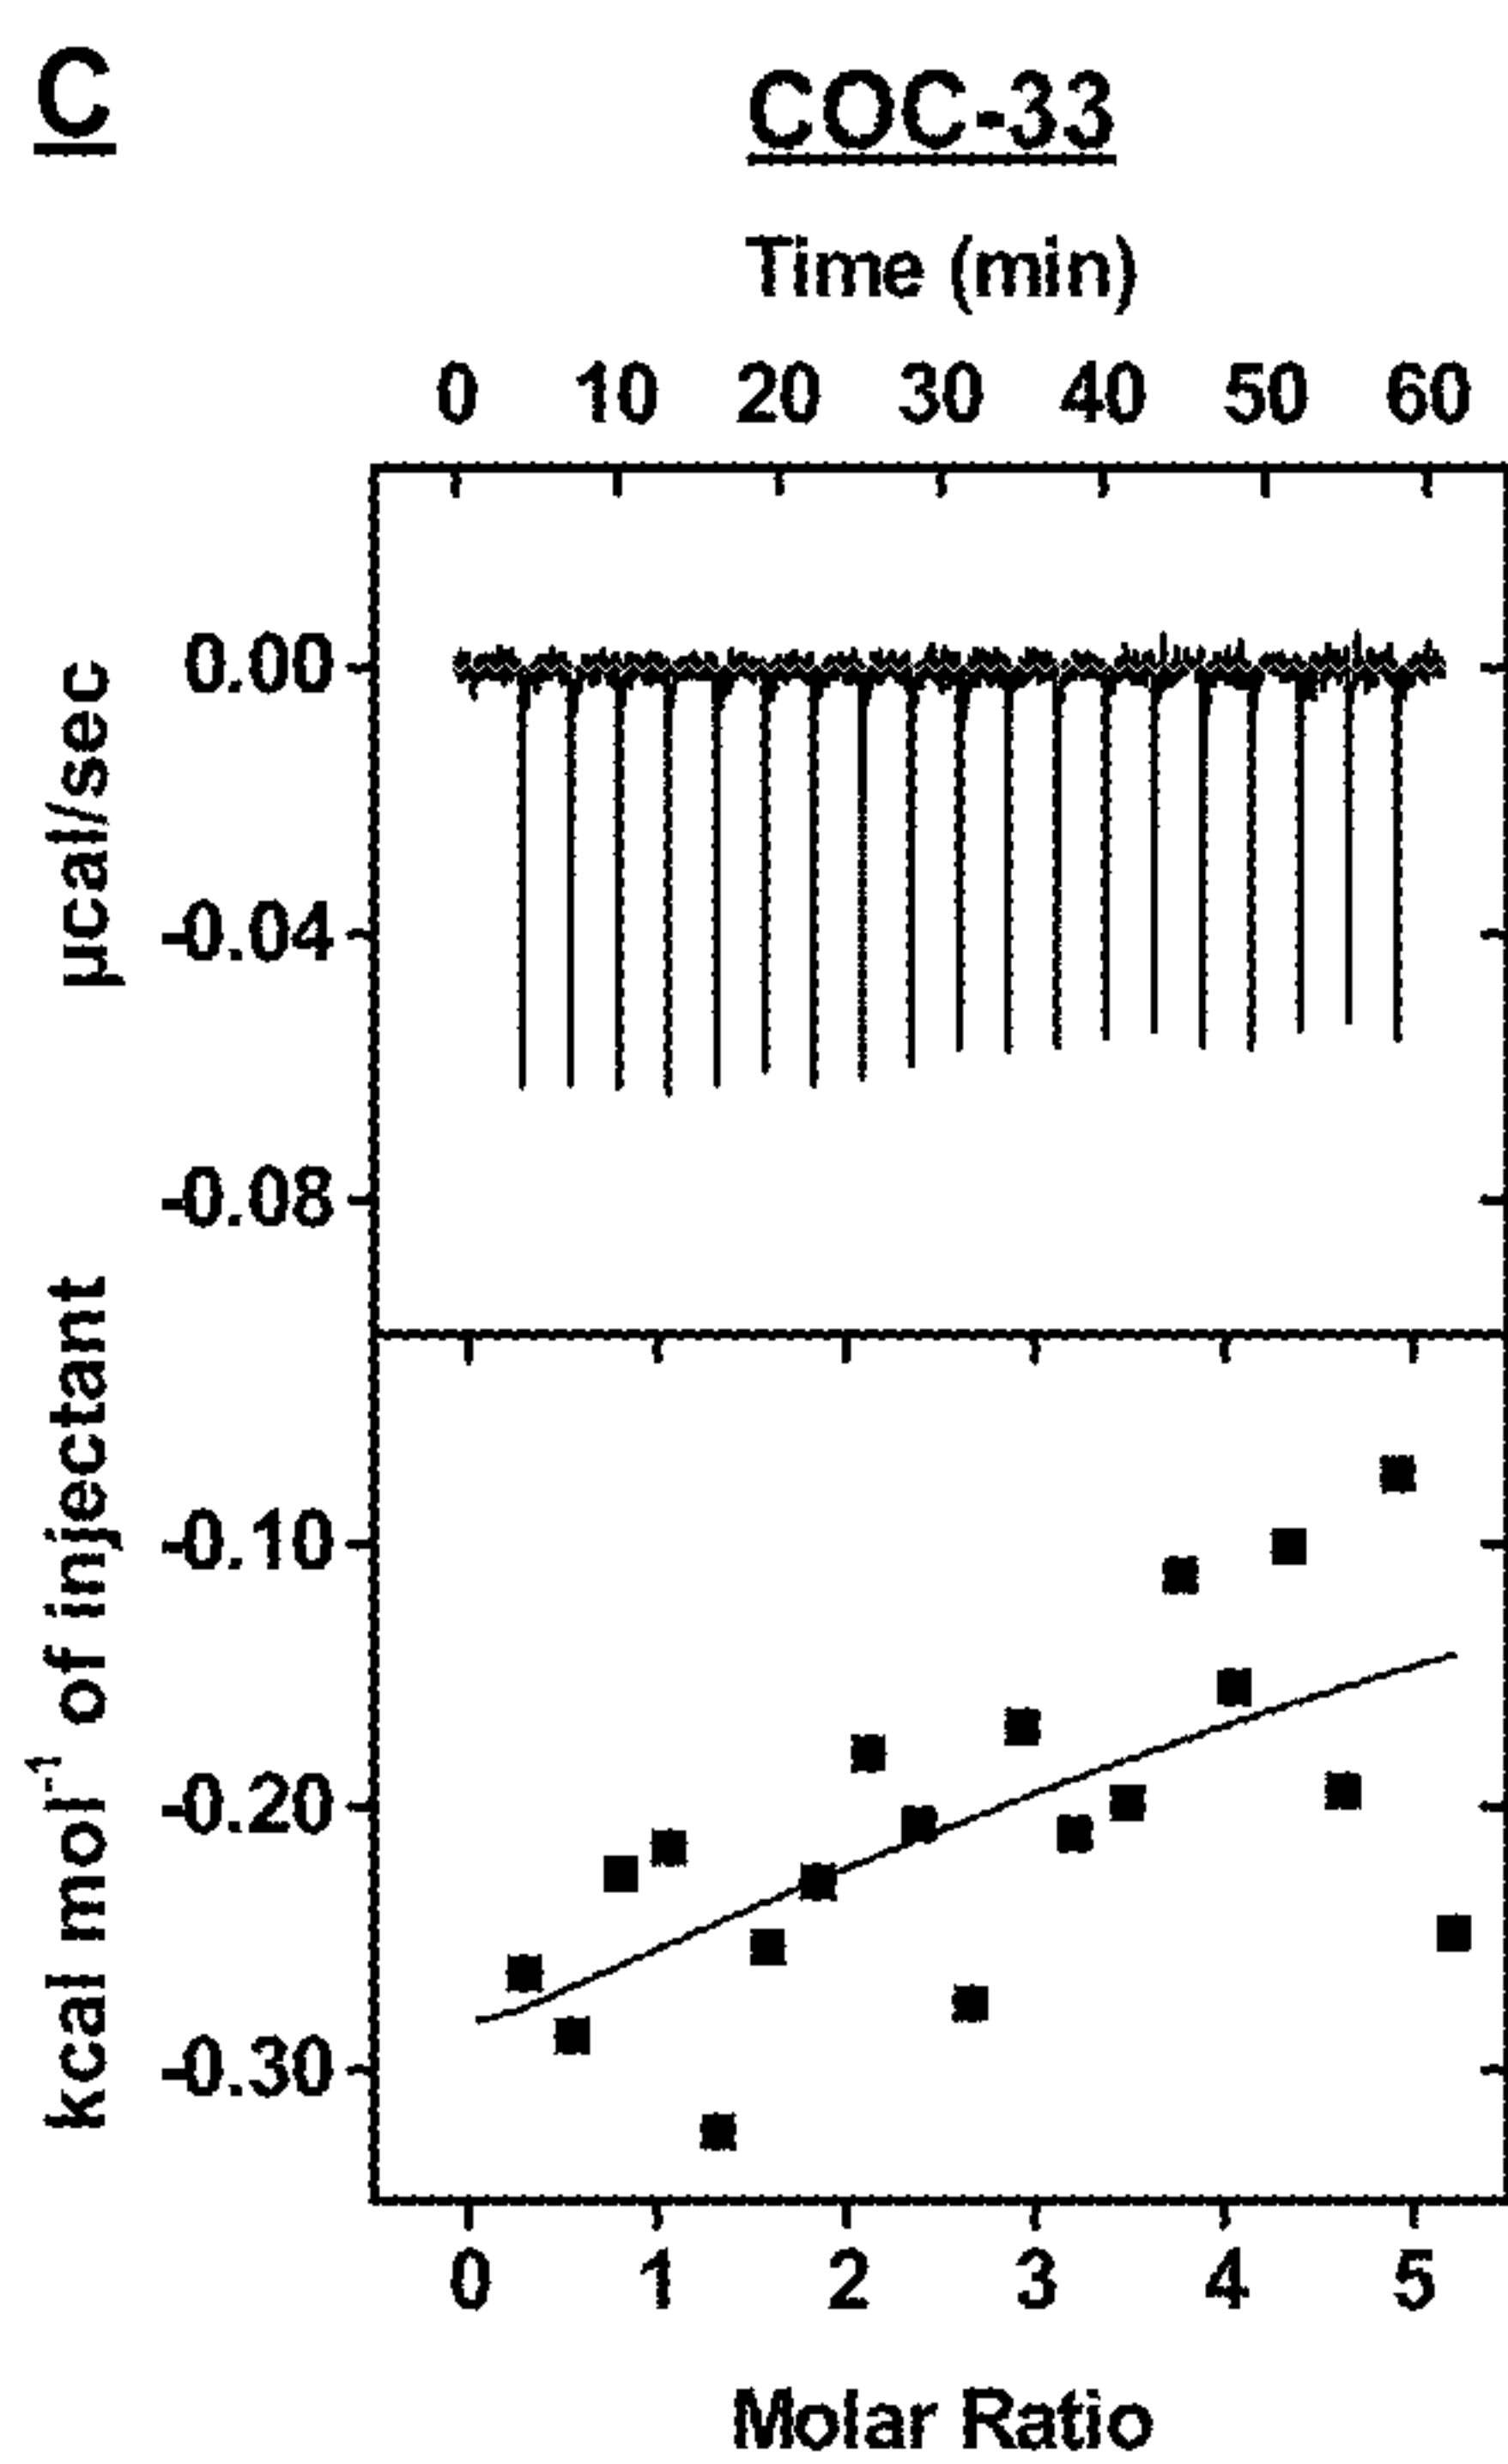 C
COC-33
Time (min)
0 10 20 30 40 50 60
µcal/sec
0.00
-0.04
-0.08
kcal mol⁻¹ of injectant
-0.10
-0.20
-0.30
0 1 2 3 4 5
Molar Ratio